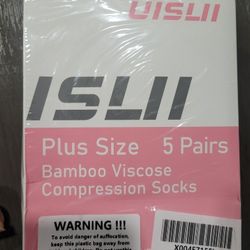 UISLII
ISLII
Plus Size 5 Pairs
Bamboo Viscose
Compression Socks
WARNING !!!
To avoid danger of suffocation,
keep this plastic bag away from